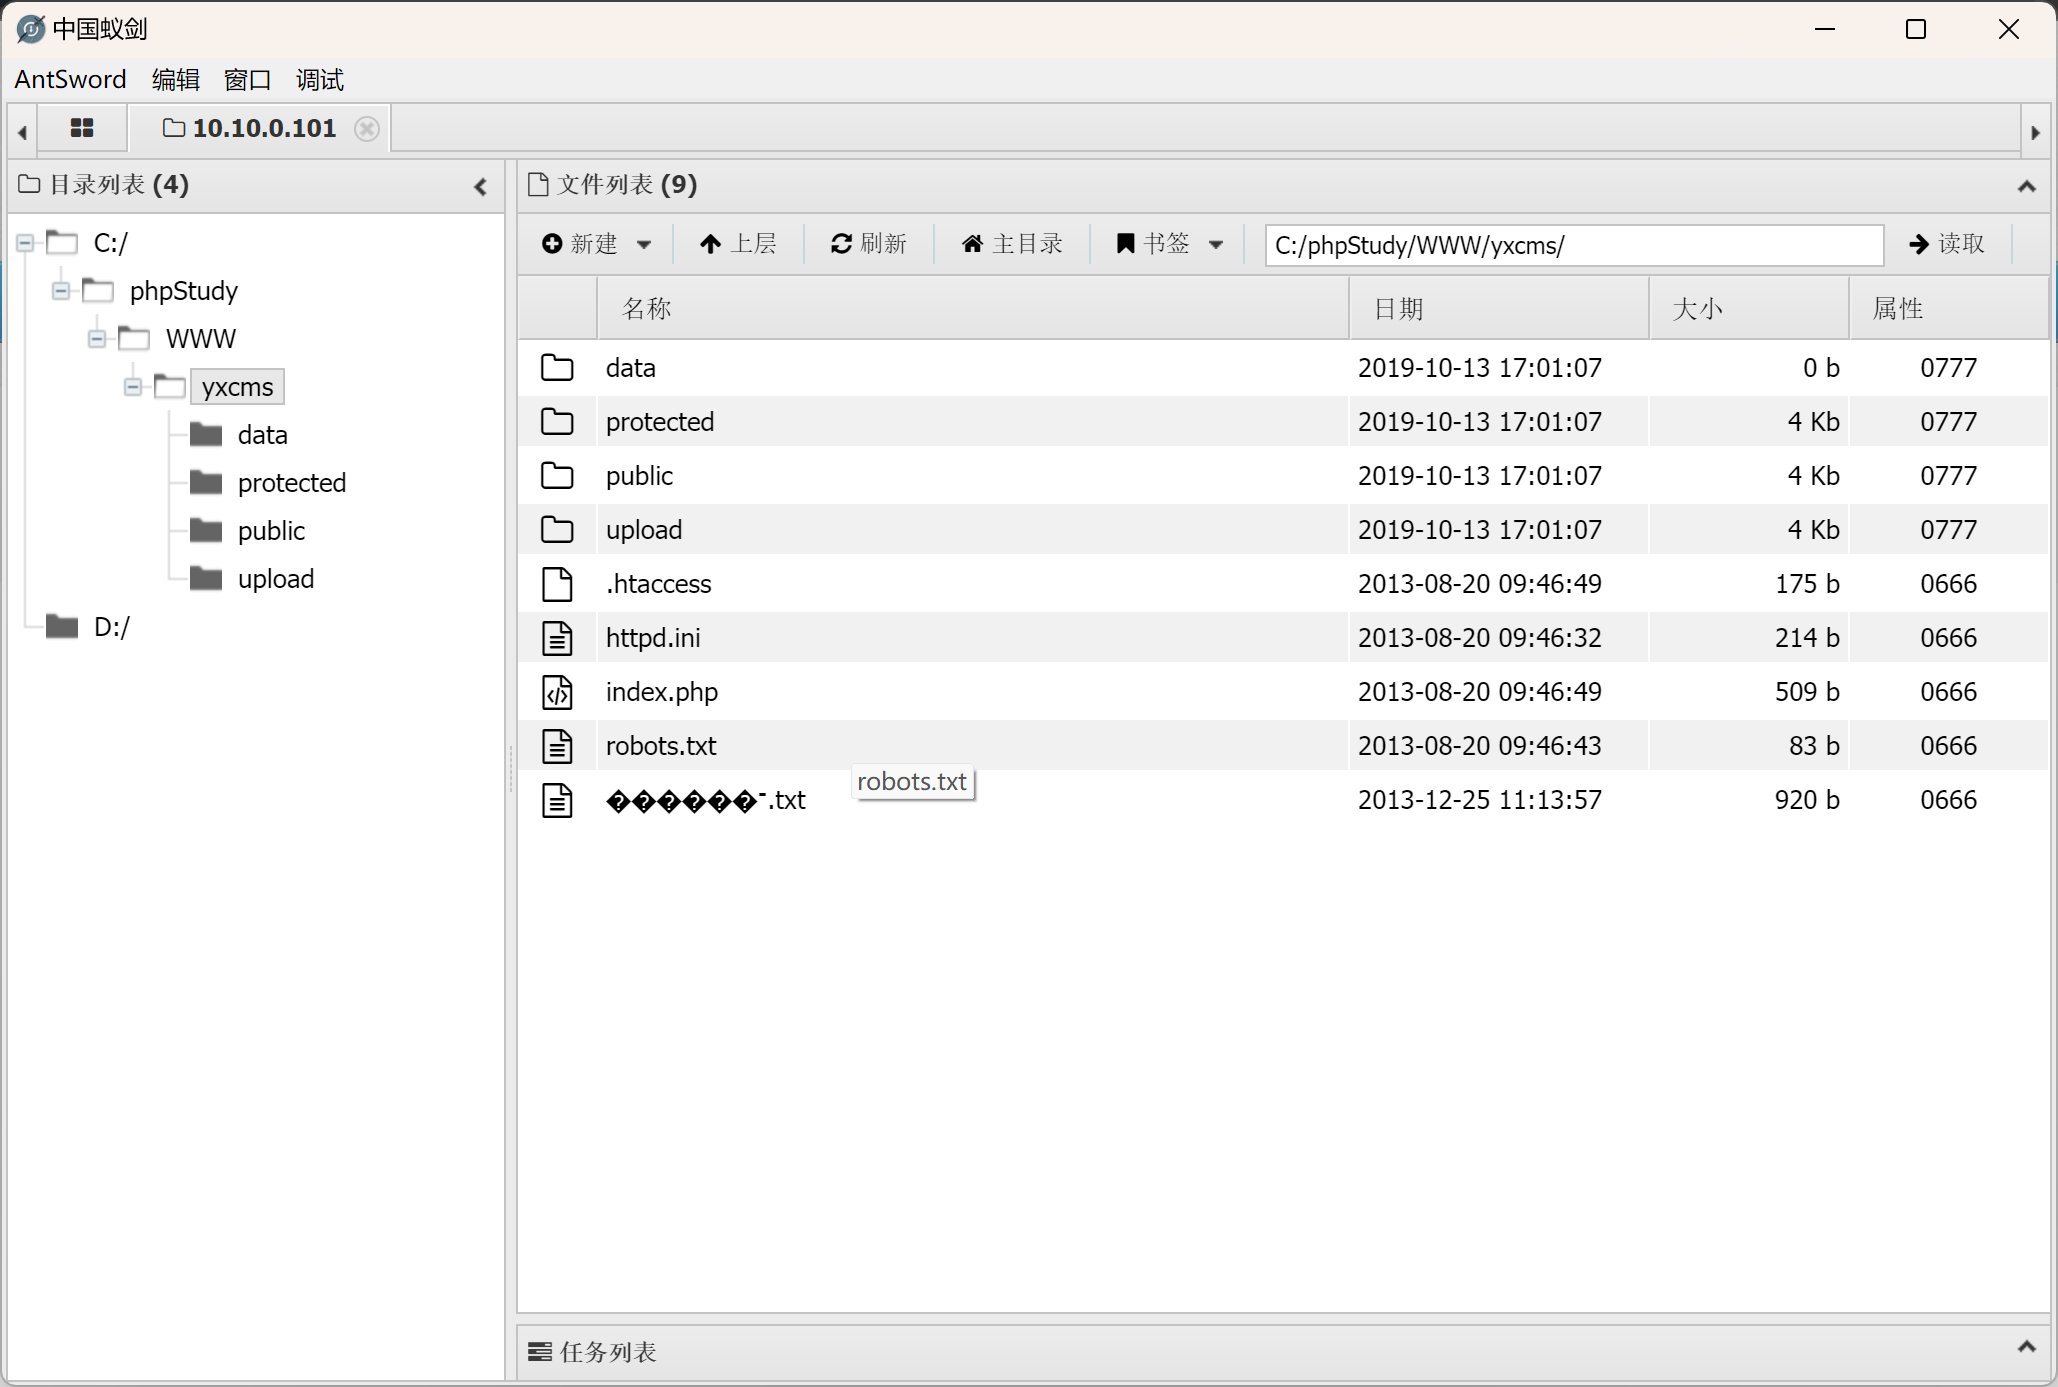 中国蚁剑
AntSword 编辑 窗口 调试
10.10.0.101
目录列表 (4)
C:/
phpStudy
WWW
yxcms
data
protected
public
upload
D:/
文件列表 (9)
新建 上层 刷新 主目录 书签 C:/phpStudy/WWW/yxcms/ 读取
名称 日期 大小 属性
data 2019-10-13 17:01:07 0 b 0777
protected 2019-10-13 17:01:07 4 Kb 0777
public 2019-10-13 17:01:07 4 Kb 0777
upload 2019-10-13 17:01:07 4 Kb 0777
.htaccess 2013-08-20 09:46:49 175 b 0666
httpd.ini 2013-08-20 09:46:32 214 b 0666
index.php 2013-08-20 09:46:49 509 b 0666
robots.txt 2013-08-20 09:46:43 83 b 0666
robots.txt
������ˉ.txt 2013-12-25 11:13:57 920 b 0666
任务列表